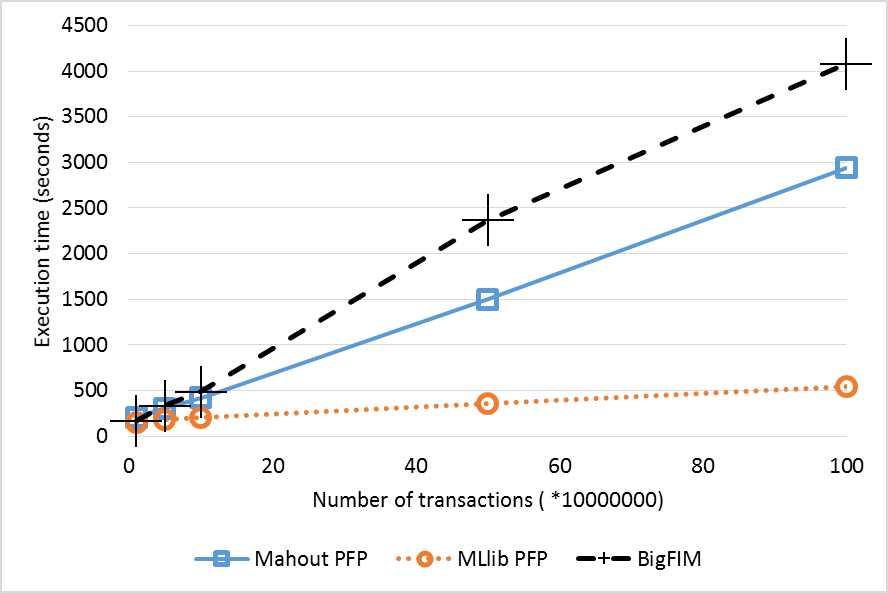 4500
4000
3500
3000
2500
2000
1500
1000
500
0
Execution time (seconds)
0 20 40 60 80 100
Number of transactions ( *10000000)
Mahout PFP MLlib PFP BigFIM